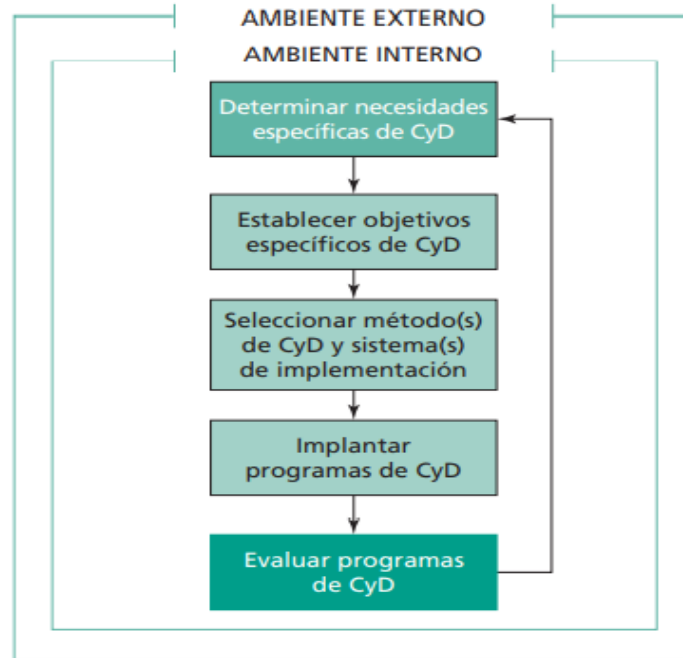 AMBIENTE EXTERNO
AMBIENTE INTERNO
Determinar necesidades
específicas de CyD
Establecer objetivos
específicos de CyD
Seleccionar método(s)
de CyD y sistema(s)
de implementación
Implantar
programas de CyD
Evaluar programas
de CyD